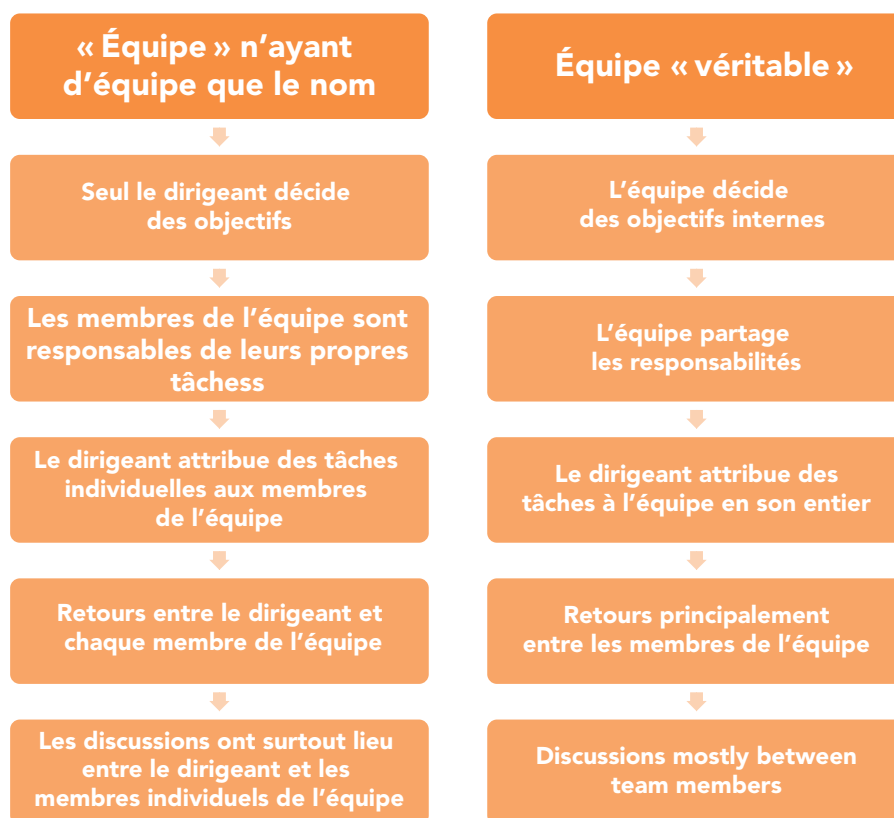 « Équipe » n’ayant
d’équipe que le nom
Seul le dirigeant décide
des objectifs
Les membres de l’équipe sont
responsables de leurs propres
tâchess
Le dirigeant attribue des tâches
individuelles aux membres
de l’équipe
Retours entre le dirigeant et
chaque membre de l’équipe
Les discussions ont surtout lieu
entre le dirigeant et les
membres individuels de l’équipe
Équipe « véritable »
L’équipe décide
des objectifs internes
L’équipe partage
les responsabilités
Le dirigeant attribue des
tâches à l’équipe en son entier
Retours principalement
entre les membres de l’équipe
Discussions mostly between
team members